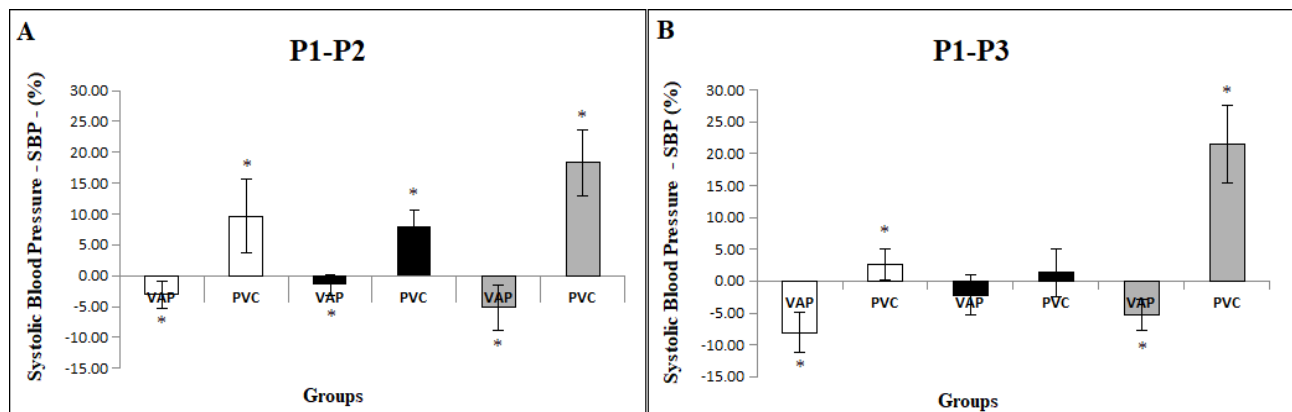 A
P1-P2
Systolic Blood Pressure - SBP - (%)
30.00
25.00
20.00
15.00
10.00
5.00
0.00
-5.00
-10.00
-15.00
*
*
*
*
*
*
VAP
PVC
VAP
PVC
VAP
PVC
Groups
B
P1-P3
Systolic Blood Pressure - SBP (%)
30.00
25.00
20.00
15.00
10.00
5.00
0.00
-5.00
-10.00
-15.00
*
*
*
*
VAP
PVC
VAP
PVC
VAP
PVC
Groups